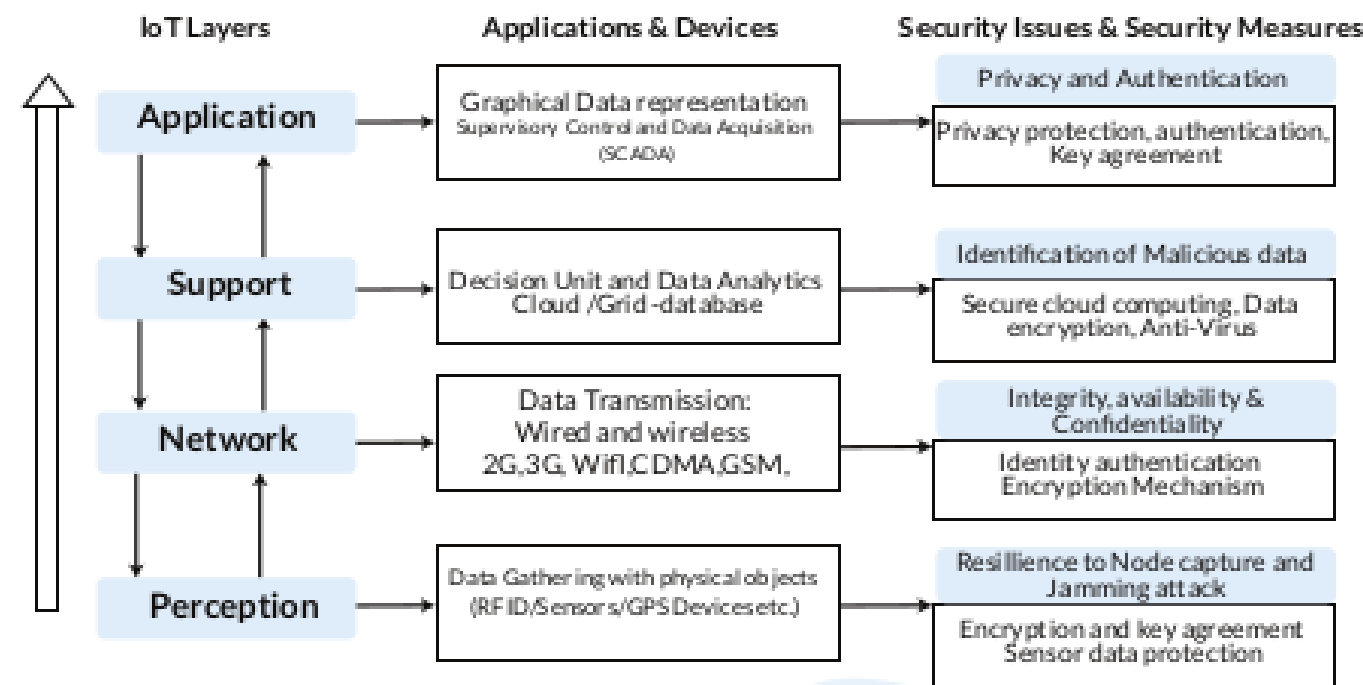 IoT Layers
Applications & Devices
Security Issues & Security Measures
Application
Graphical Data representation
Supervisory Control and Data Acquisition
(SCADA)
Privacy and Authentication
Privacy protection, authentication,
Key agreement
Support
Decision Unit and Data Analytics
Cloud /Grid -database
Identification of Malicious data
Secure cloud computing, Data
encryption, Anti-Virus
Network
Data Transmission:
Wired and wireless
2G,3G, WifI,CDMA,GSM,
Integrity, availability &
Confidentiality
Identity authentication
Encryption Mechanism
Perception
Data Gathering with physical objects
(RFID/Sensors/GPS Devices etc.)
Resillience to Node capture and
Jamming attack
Encryption and key agreement
Sensor data protection